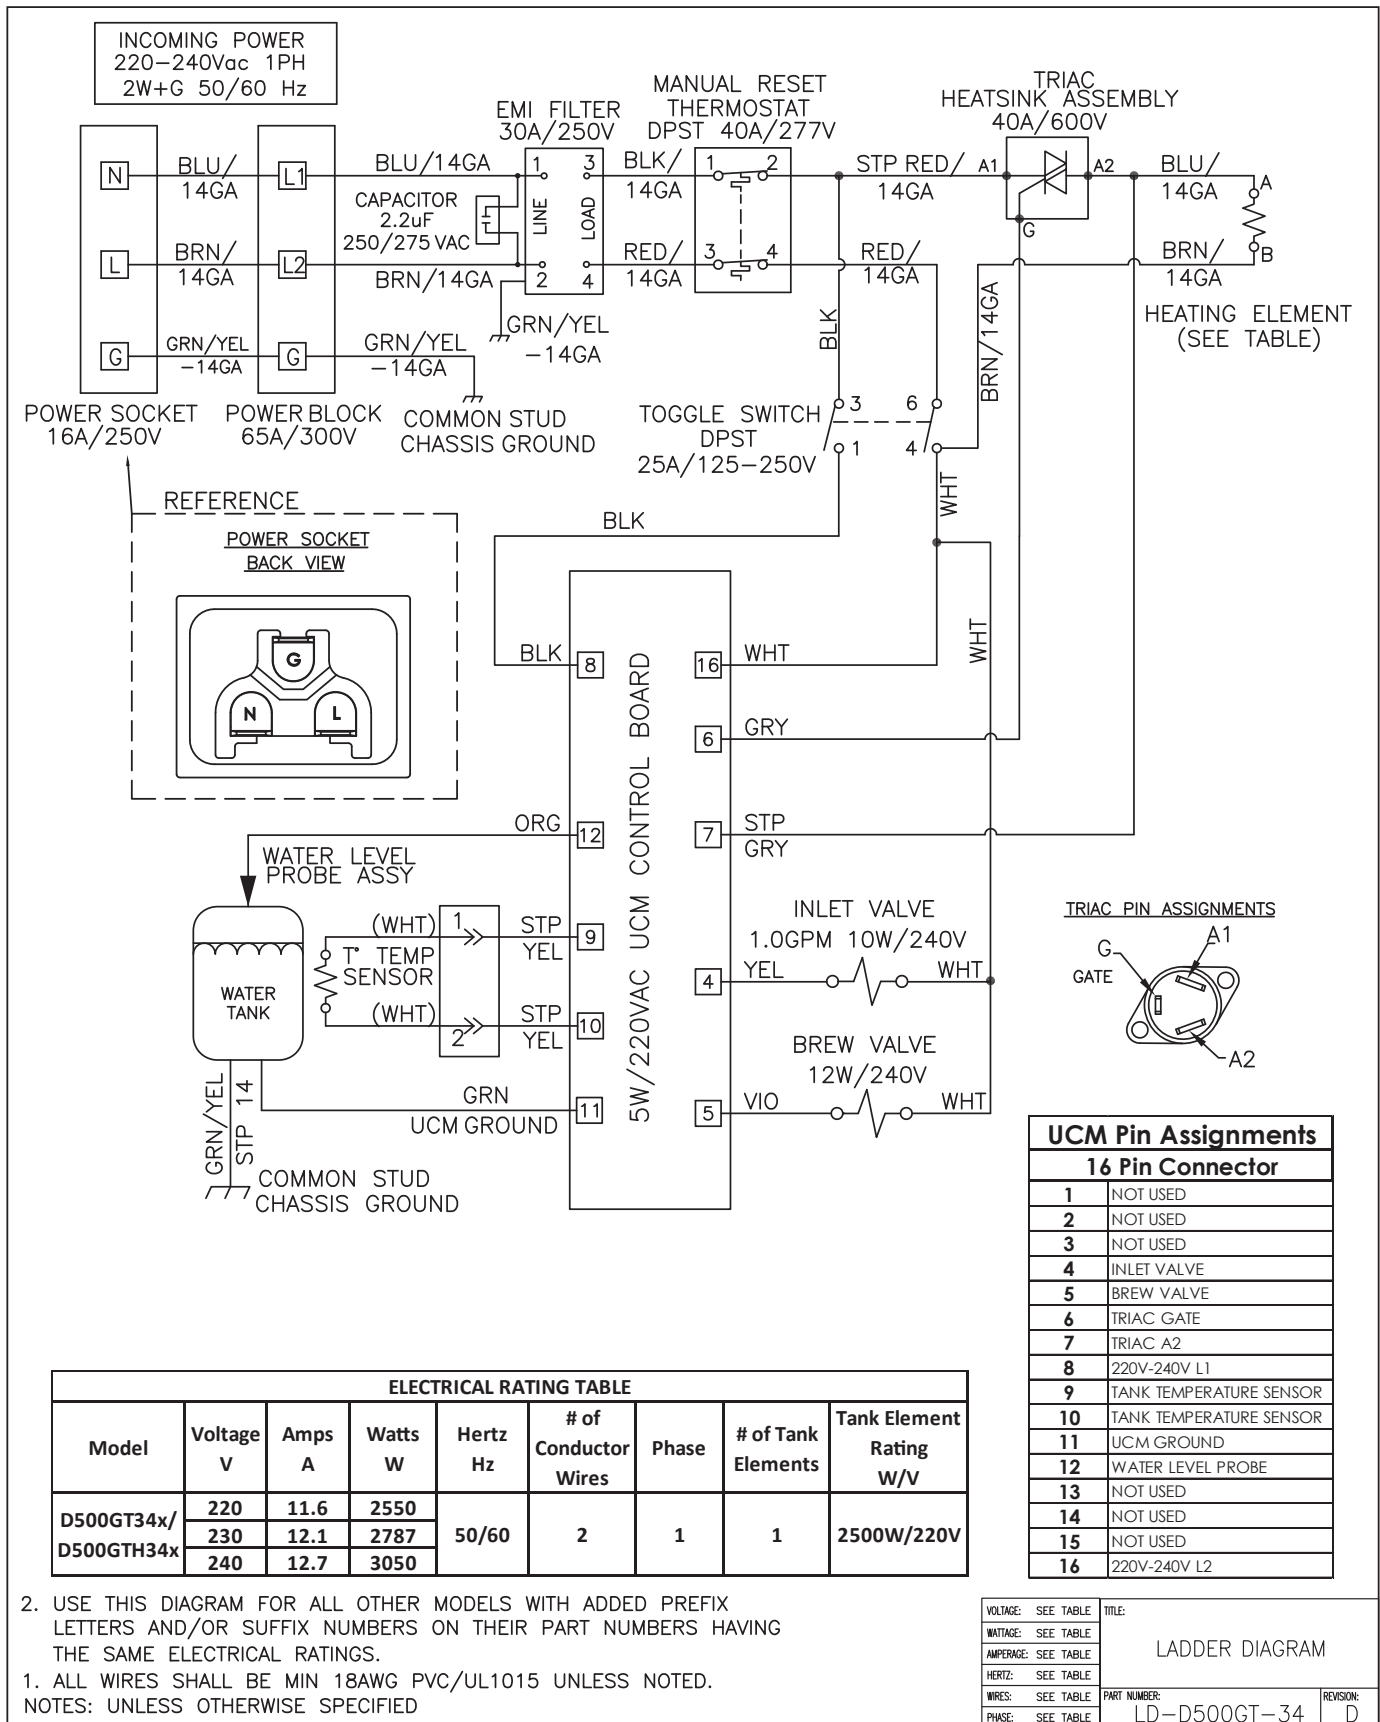 INCOMING POWER
220-240Vac 1PH
2W+G 50/60 Hz
EMI FILTER
30A/250V
MANUAL RESET
THERMOSTAT
DPST 40A/277V
TRIAC
HEATSINK ASSEMBLY
40A/600V
N
BLU/
14GA
L1
BLU/14GA
1
3
BLK/
14GA
1
2
STP RED/
14GA
A1
A2
BLU/
14GA
A
CAPACITOR
2.2uF
250/275 VAC
LINE
LOAD
G
L
BRN/
14GA
L2
BRN/14GA
2
4
RED/
14GA
3
4
RED/
14GA
BRN/
14GA
B
GRN/YEL
-14GA
BLK
BRN/14GA
HEATING ELEMENT
(SEE TABLE)
G
GRN/YEL
-14GA
G
GRN/YEL
-14GA
POWER SOCKET
16A/250V
POWER BLOCK
65A/300V
COMMON STUD
CHASSIS GROUND
TOGGLE SWITCH
DPST
25A/125-250V
3
6
1
4
WHT
REFERENCE
POWER SOCKET
BACK VIEW
G
N
L
BLK
BLK
8
5W/220VAC UCM CONTROL BOARD
16
WHT
WHT
6
GRY
ORG
12
7
STP
GRY
WATER LEVEL
PROBE ASSY
WATER
TANK
(WHT)
1
STP
YEL
9
T° TEMP
SENSOR
(WHT)
2
STP
YEL
10
INLET VALVE
1.0GPM 10W/240V
4
YEL
WHT
BREW VALVE
12W/240V
5
VIO
WHT
GRN
UCM GROUND
11
GRN/YEL
STP 14
COMMON STUD
CHASSIS GROUND
TRIAC PIN ASSIGNMENTS
G
GATE
A1
A2
UCM Pin Assignments
16 Pin Connector
1 NOT USED
2 NOT USED
3 NOT USED
4 INLET VALVE
5 BREW VALVE
6 TRIAC GATE
7 TRIAC A2
8 220V-240V L1
9 TANK TEMPERATURE SENSOR
10 TANK TEMPERATURE SENSOR
11 UCM GROUND
12 WATER LEVEL PROBE
13 NOT USED
14 NOT USED
15 NOT USED
16 220V-240V L2
ELECTRICAL RATING TABLE
Model Voltage V Amps A Watts W Hertz Hz # of Conductor Wires Phase # of Tank Elements Tank Element Rating W/V
D500GT34x/ D500GTH34x 220 11.6 2550 50/60 2 1 1 2500W/220V
230 12.1 2787
240 12.7 3050
2. USE THIS DIAGRAM FOR ALL OTHER MODELS WITH ADDED PREFIX
LETTERS AND/OR SUFFIX NUMBERS ON THEIR PART NUMBERS HAVING
THE SAME ELECTRICAL RATINGS.
1. ALL WIRES SHALL BE MIN 18AWG PVC/UL1015 UNLESS NOTED.
NOTES: UNLESS OTHERWISE SPECIFIED
VOLTAGE: SEE TABLE
WATTAGE: SEE TABLE
AMPERAGE: SEE TABLE
HERTZ: SEE TABLE
WIRES: SEE TABLE
PHASE: SEE TABLE
TITLE:
LADDER DIAGRAM
PART NUMBER:
LD-D500GT-34
REVISION:
D